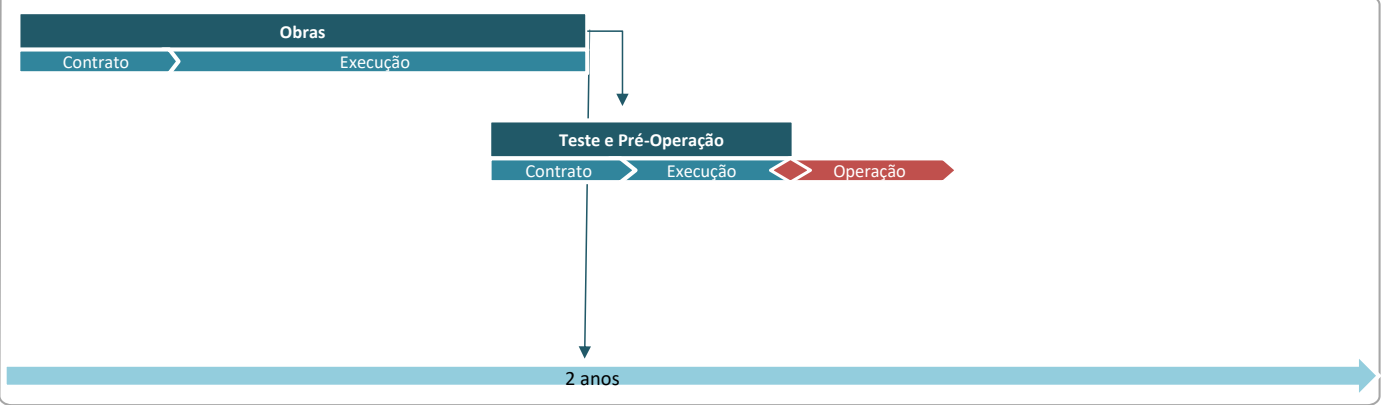 Obras
Contrato
Execução
Teste e Pré-Operação
Contrato
Execução
Operação
2 anos